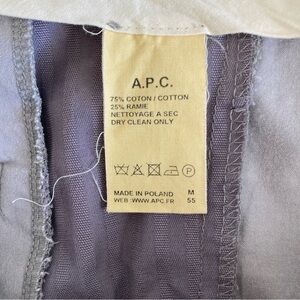 A.P.C.
75% COTON / COTTON
25% RAMIE
NETTOYAGE A SEC
DRY CLEAN ONLY
MADE IN POLAND M
WEB :WWW.APC.FR 55